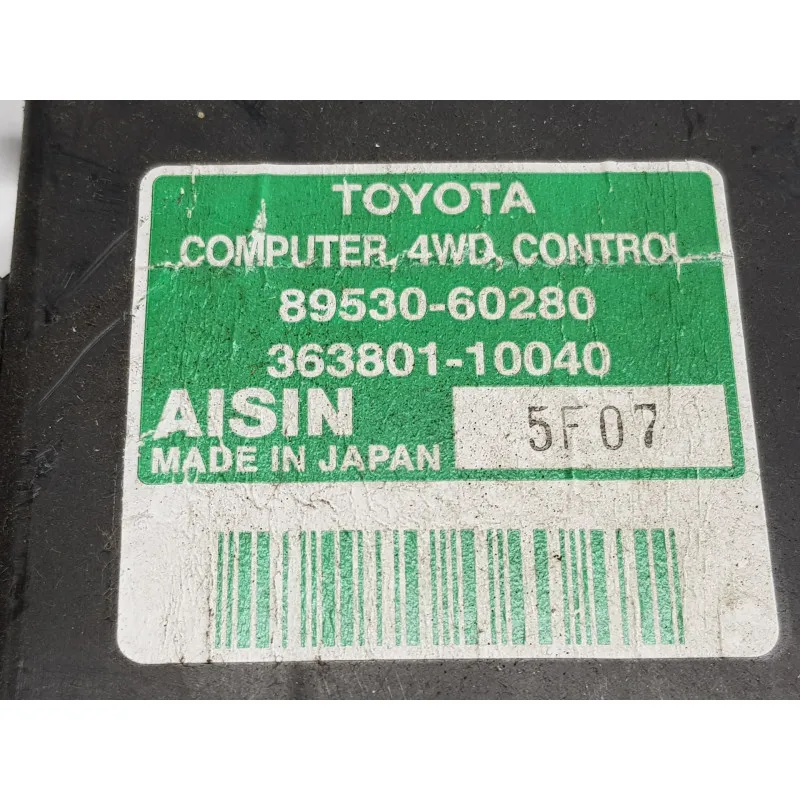 TOYOTA
COMPUTER, 4WD, CONTROL
89530-60280
363801-10040
AISIN
MADE IN JAPAN
5F07